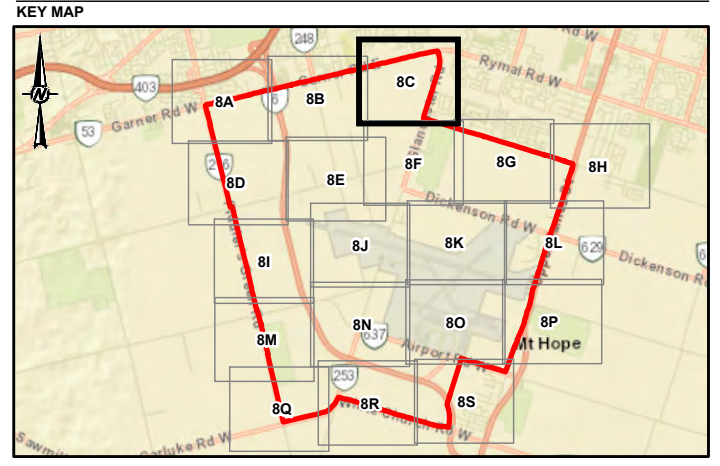 KEY MAP
248
N
403
8A
6
8B
8C
Rymal Rd W
53
Garner Rd W
8F
8G
8H
8D
8E
Dickenson Rd W
8I
8J
8K
8L
629
Dickenson Rd
8M
8N
637
8O
8P
Airport Rd W
Mt Hope
253
8Q
8R
8S
Carluke Rd W